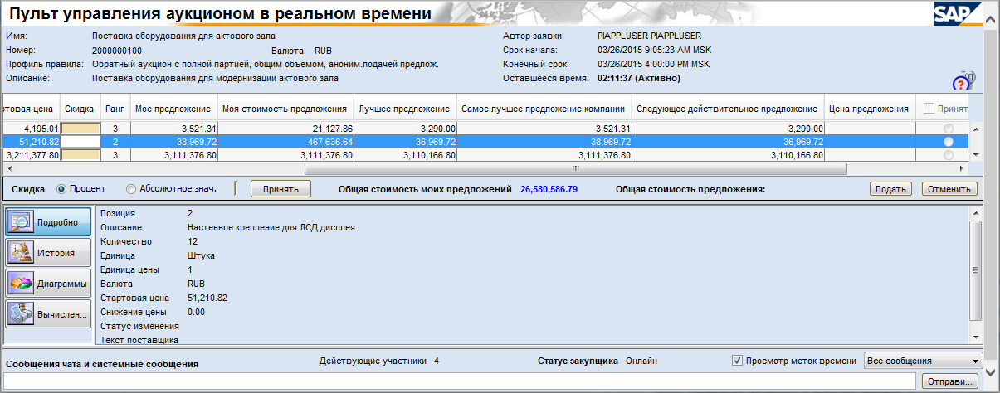 Пульт управления аукционом в реальном времени
SAP
Имя: Поставка оборудования для актового зала Автор заявки: PIAPPLUSER PIAPPLUSER
Номер: 2000000100 Валюта: RUB Срок начала: 03/26/2015 9:05:23 AM MSK
Профиль правила: Обратный аукцион с полной партией, общим объемом, аноним.подачей предлож. Конечный срок: 03/26/2015 4:00:00 PM MSK
Описание: Поставка оборудования для модернизации актового зала Оставшееся время: 02:11:37 (Активно)
?
ртовая цена Скидка Ранг Мое предложение Моя стоимость предложения Лучшее предложение Самое лучшее предложение компании Следующее действительное предложение Цена предложения Принят
4,195.01 3 3,521.31 21,127.86 3,290.00 3,521.31 3,290.00
51,210.82 2 38,969.72 467,636.64 36,969.72 38,969.72 36,969.72
3,211,377.80 3 3,111,376.80 3,111,376.80 3,110,166.80 3,111,376.80 3,110,166.80
Скидка Процент Абсолютное знач. Принять Общая стоимость моих предложений 26,580,586.79 Общая стоимость предложения: Подать Отменить
Подробно
История
Диаграммы
Вычислен...
Позиция 2
Описание Настенное крепление для ЛСД дисплея
Количество 12
Единица Штука
Единица цены 1
Валюта RUB
Стартовая цена 51,210.82
Снижение цены 0.00
Статус изменения
Текст поставщика
Сообщения чата и системные сообщения Действующие участники 4 Статус закупщика Онлайн Просмотр меток времени Все сообщения
Отправи...